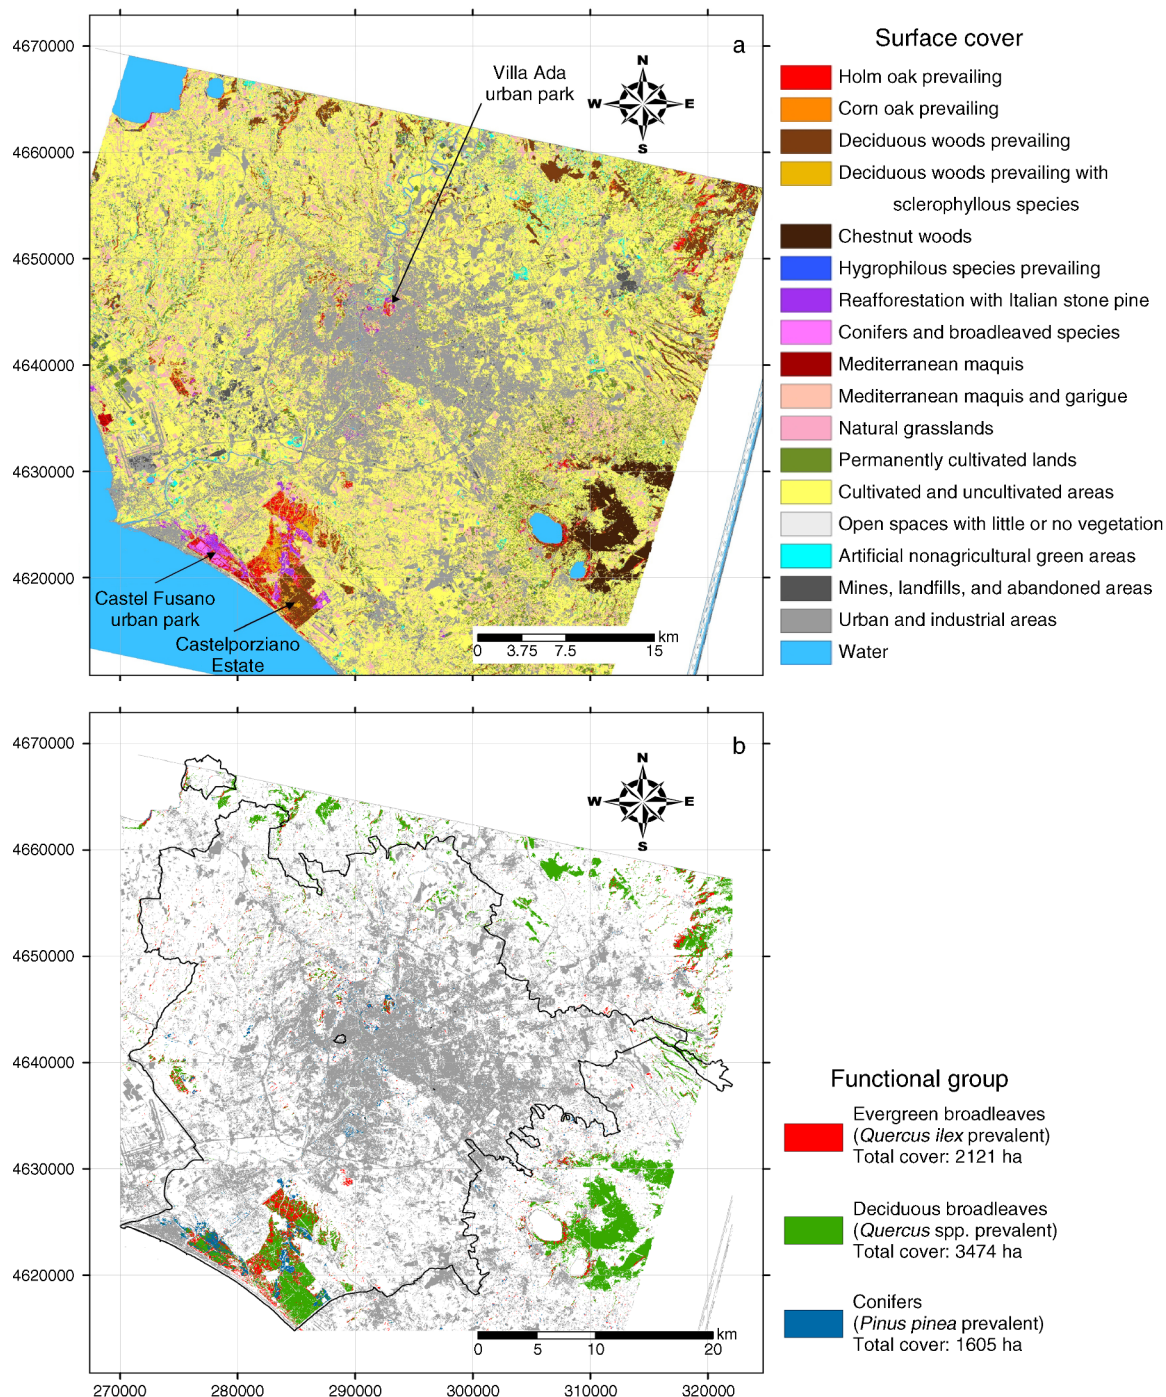 a
4670000
4660000
4650000
4640000
4630000
4620000
Villa Ada
urban park
N
W
E
S
Castel Fusano
urban park
Castelporziano
Estate
km
0
3.75
7.5
15
Surface cover
Holm oak prevailing
Corn oak prevailing
Deciduous woods prevailing
Deciduous woods prevailing with
sclerophyllous species
Chestnut woods
Hygrophilous species prevailing
Reafforestation with Italian stone pine
Conifers and broadleaved species
Mediterranean maquis
Mediterranean maquis and garigue
Natural grasslands
Permanently cultivated lands
Cultivated and uncultivated areas
Open spaces with little or no vegetation
Artificial nonagricultural green areas
Mines, landfills, and abandoned areas
Urban and industrial areas
Water
b
4670000
4660000
4650000
4640000
4630000
4620000
N
W
E
S
km
0
5
10
20
270000
280000
290000
300000
310000
320000
Functional group
Evergreen broadleaves
(Quercus ilex prevalent)
Total cover: 2121 ha
Deciduous broadleaves
(Quercus spp. prevalent)
Total cover: 3474 ha
Conifers
(Pinus pinea prevalent)
Total cover: 1605 ha